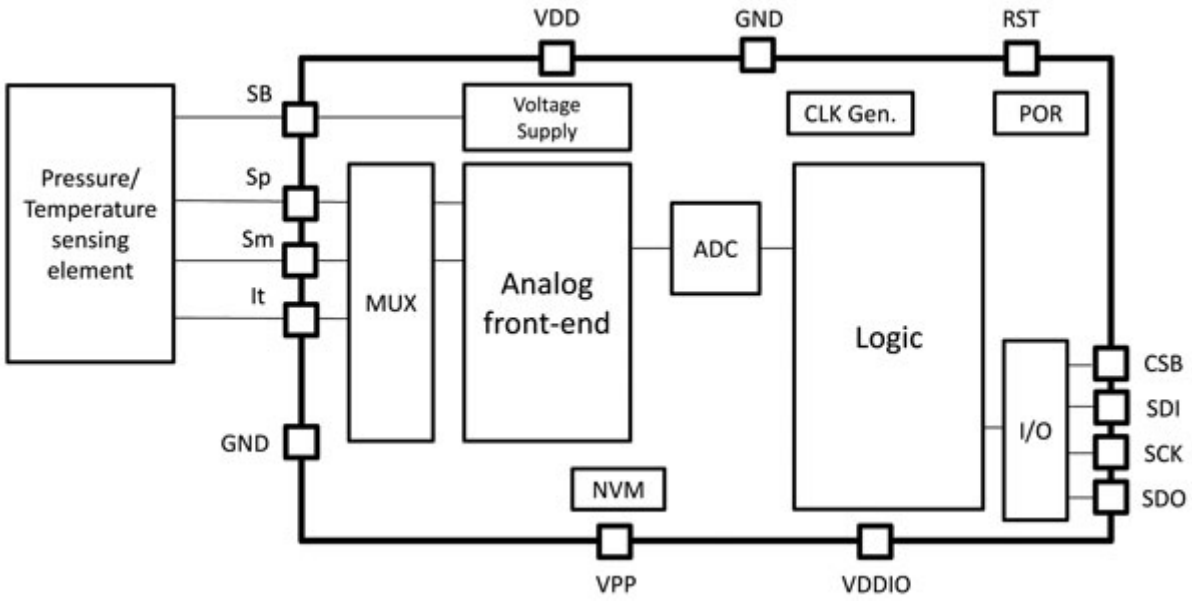 VDD
GND
RST
SB
Voltage
Supply
CLK Gen.
POR
Pressure/
Temperature
sensing
element
Sp
Sm
It
MUX
Analog
front-end
ADC
Logic
I/O
CSB
SDI
SCK
SDO
GND
NVM
VPP
VDDIO